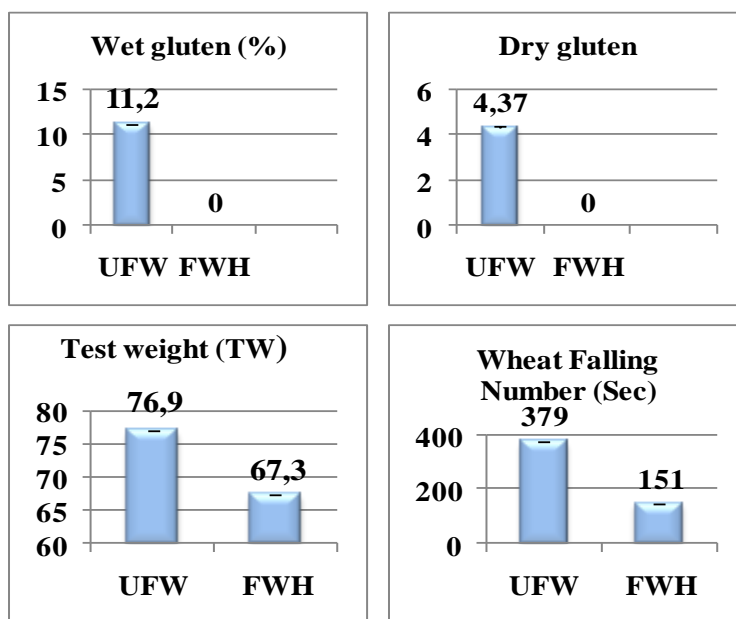 Wet gluten (%)
15
10
5
0
11,2
0
UFW FWH
Dry gluten
6
4
2
0
4,37
0
UFW FWH
Test weight (TW)
80
75
70
65
60
76,9
67,3
UFW FWH
Wheat Falling
Number (Sec)
400
200
0
379
151
UFW FWH